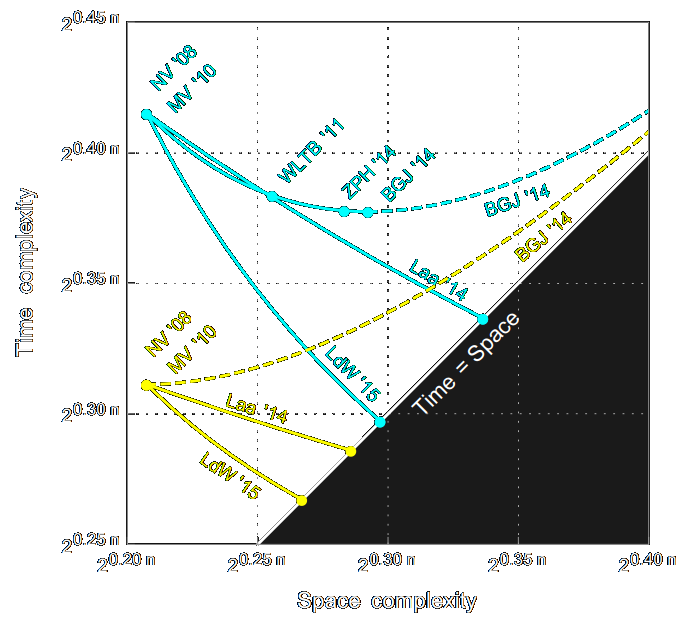 2^0.45 m
NV '08
MV '10
WLTB '11
ZPH '14
BGJ '14
2^0.40 m
BGJ '14
BGJ '14
2^0.35 m
Laa '14
Time complexity
NV '08
MV '10
LdW '15
Time = Space
2^0.30 m
Laa '14
LdW '15
2^0.25 m
2^0.20 m 2^0.25 m 2^0.30 m 2^0.35 m 2^0.40 m
Space complexity